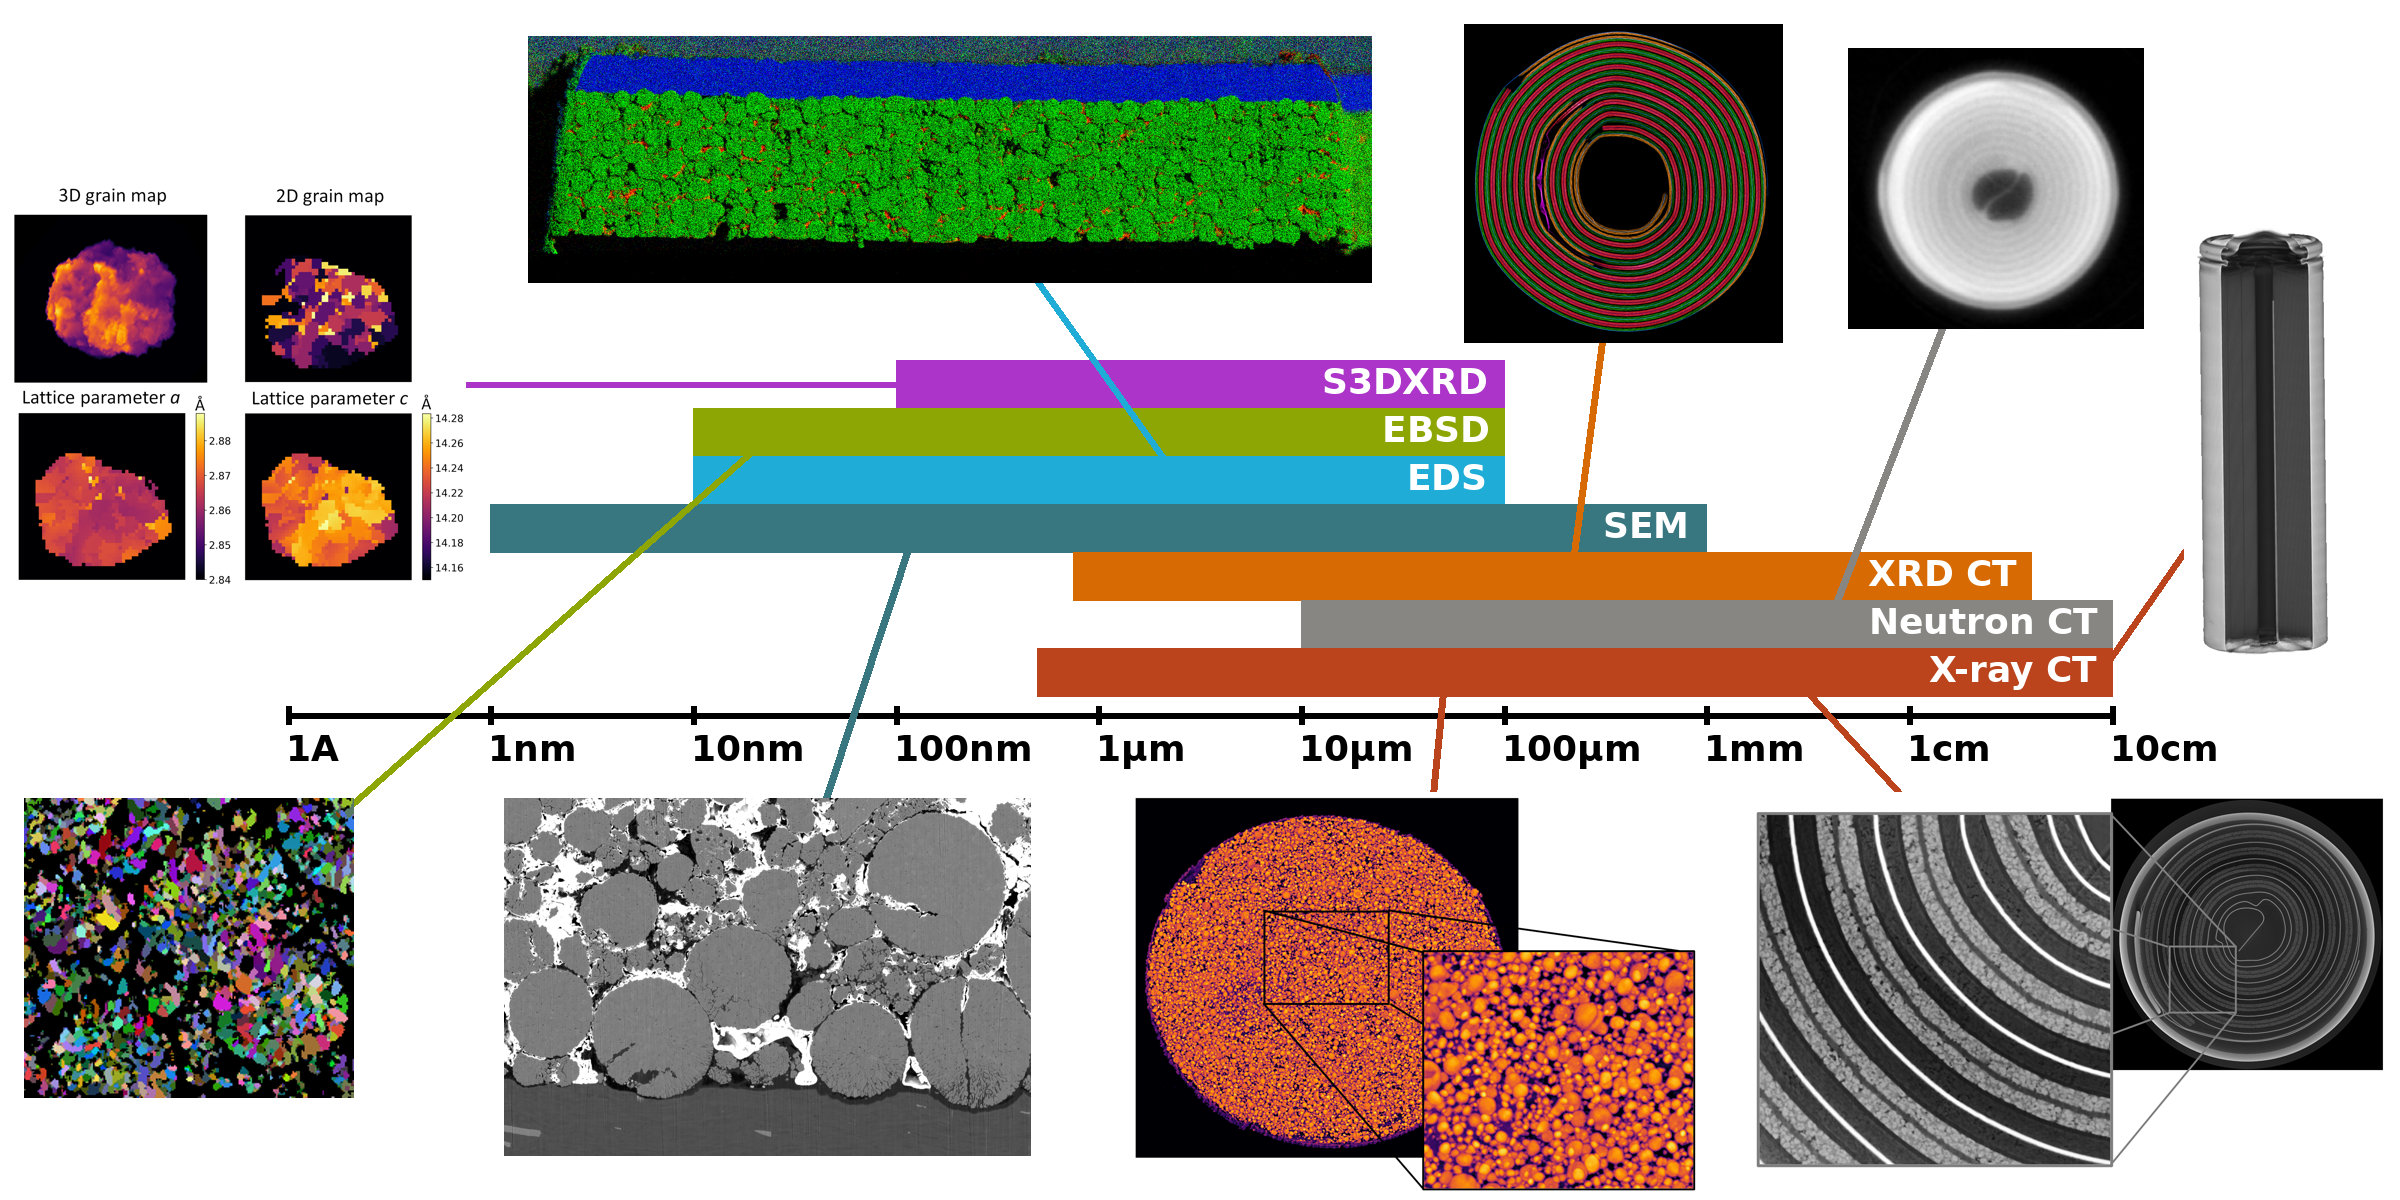 3D grain map
2D grain map
Lattice parameter a
Å
2.88
2.87
2.86
2.85
2.84
Lattice parameter c
Å
14.28
14.26
14.24
14.22
14.20
14.18
14.16
S3DXRD
EBSD
EDS
SEM
XRD CT
Neutron CT
X-ray CT
1A
1nm
10nm
100nm
1µm
10µm
100µm
1mm
1cm
10cm